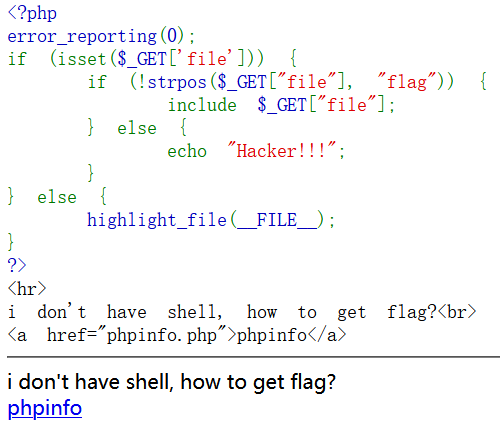 <?php
error_reporting(0);
if (isset($_GET['file'])) {
if (!strpos($_GET["file"], "flag")) {
include $_GET["file"];
} else {
echo "Hacker!!!";
}
} else {
highlight_file(__FILE__);
}
?>
<hr>
i don't have shell, how to get flag?<br>
<a href="phpinfo.php">phpinfo</a>
i don't have shell, how to get flag?
phpinfo